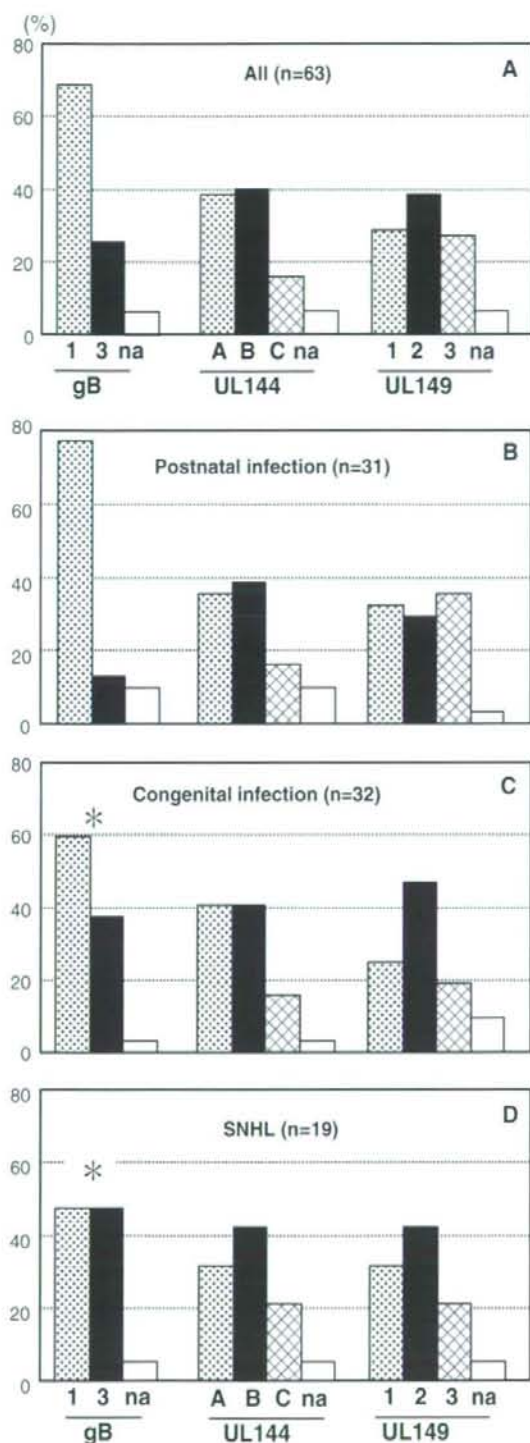 (%)
80
60
40
20
0
All (n=63)
A
1 3 na
A B C na
1 2 3 na
gB
UL144
UL149
80
60
40
20
0
Postnatal infection (n=31)
B
80
60
40
20
0
Congenital infection (n=32)
C
*
80
60
40
20
0
SNHL (n=19)
D
*
1 3 na
A B C na
1 2 3 na
gB
UL144
UL149